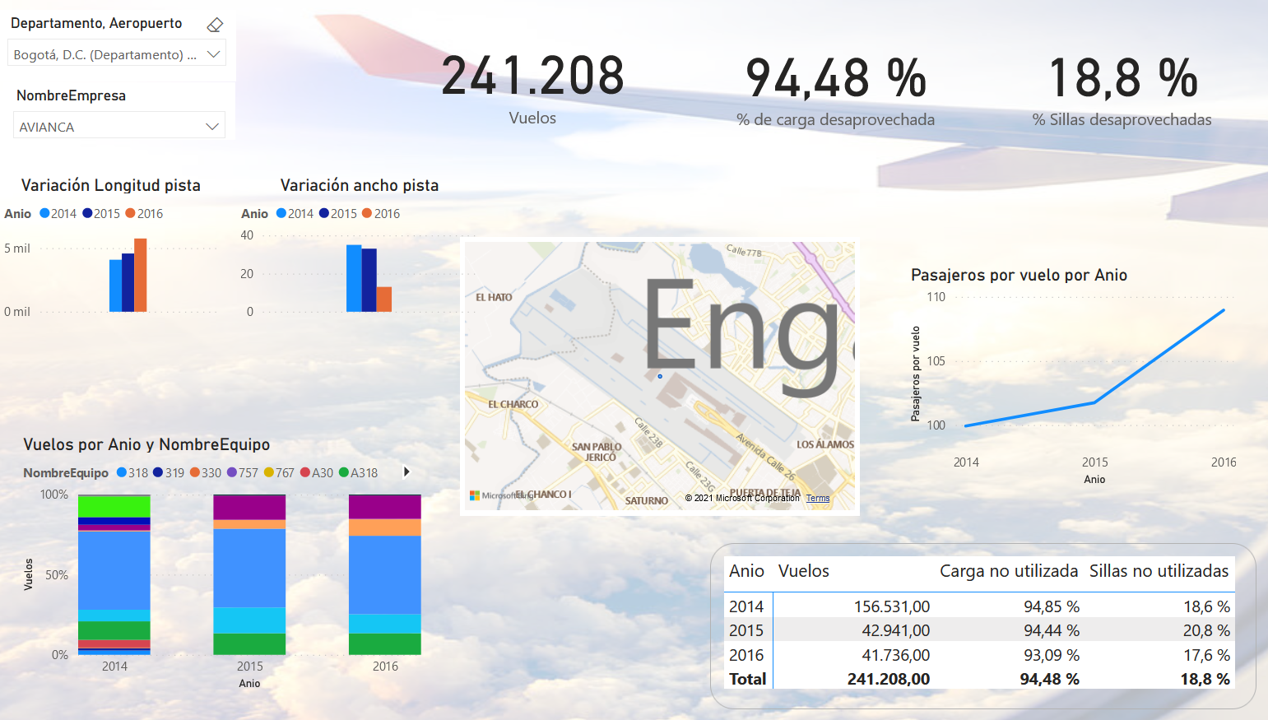 Departamento, Aeropuerto
Bogotá, D.C. (Departamento) ...
NombreEmpresa
AVIANCA
241.208
Vuelos
94,48 %
% de carga desaprovechada
18,8 %
% Sillas desaprovechadas
Variación Longitud pista
Anio 2014 2015 2016
5 mil
0 mil
Variación ancho pista
Anio 2014 2015 2016
40
20
0
Calle 77B
EL HATO
Eng
EL CHARCO
SAN PABLO
JERICÓ
Calle 23B
Avenida Calle 26
LOS ÁLAMOS
Calle 23G
EL CHANCO I
SATURNO
PUERTA DE TEJA
Microsoft Bing
© 2021 Microsoft Corporation Terms
Pasajeros por vuelo por Anio
Pasajeros por vuelo
110
105
100
2014 2015 2016
Anio
Vuelos por Anio y NombreEquipo
NombreEquipo 318 319 330 757 767 A30 A318
Vuelos
100%
50%
0%
2014 2015 2016
Anio
Anio Vuelos Carga no utilizada Sillas no utilizadas
2014 156.531,00 94,85 % 18,6 %
2015 42.941,00 94,44 % 20,8 %
2016 41.736,00 93,09 % 17,6 %
Total 241.208,00 94,48 % 18,8 %